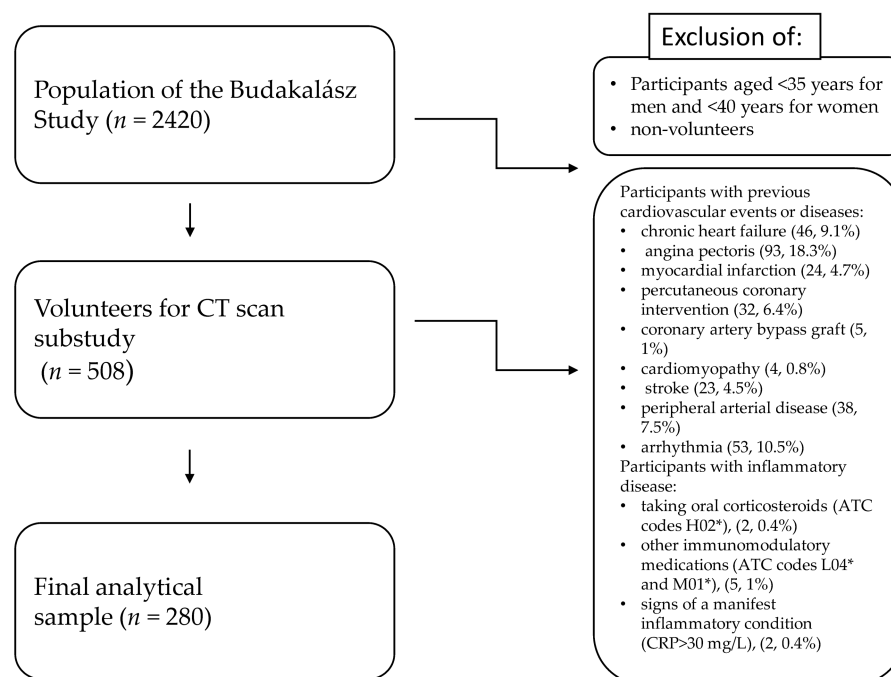 Population of the Budakalász
Study (n = 2420)
Volunteers for CT scan
substudy
(n = 508)
Final analytical
sample (n = 280)
Exclusion of:
• Participants aged <35 years for
men and <40 years for women
• non-volunteers
Participants with previous
cardiovascular events or diseases:
• chronic heart failure (46, 9.1%)
• angina pectoris (93, 18.3%)
• myocardial infarction (24, 4.7%)
• percutaneous coronary
intervention (32, 6.4%)
• coronary artery bypass graft (5,
1%)
• cardiomyopathy (4, 0.8%)
• stroke (23, 4.5%)
• peripheral arterial disease (38,
7.5%)
• arrhythmia (53, 10.5%)
Participants with inflammatory
disease:
• taking oral corticosteroids (ATC
codes H02*), (2, 0.4%)
• other immunomodulatory
medications (ATC codes L04*
and M01*), (5, 1%)
• signs of a manifest
inflammatory condition
(CRP>30 mg/L), (2, 0.4%)